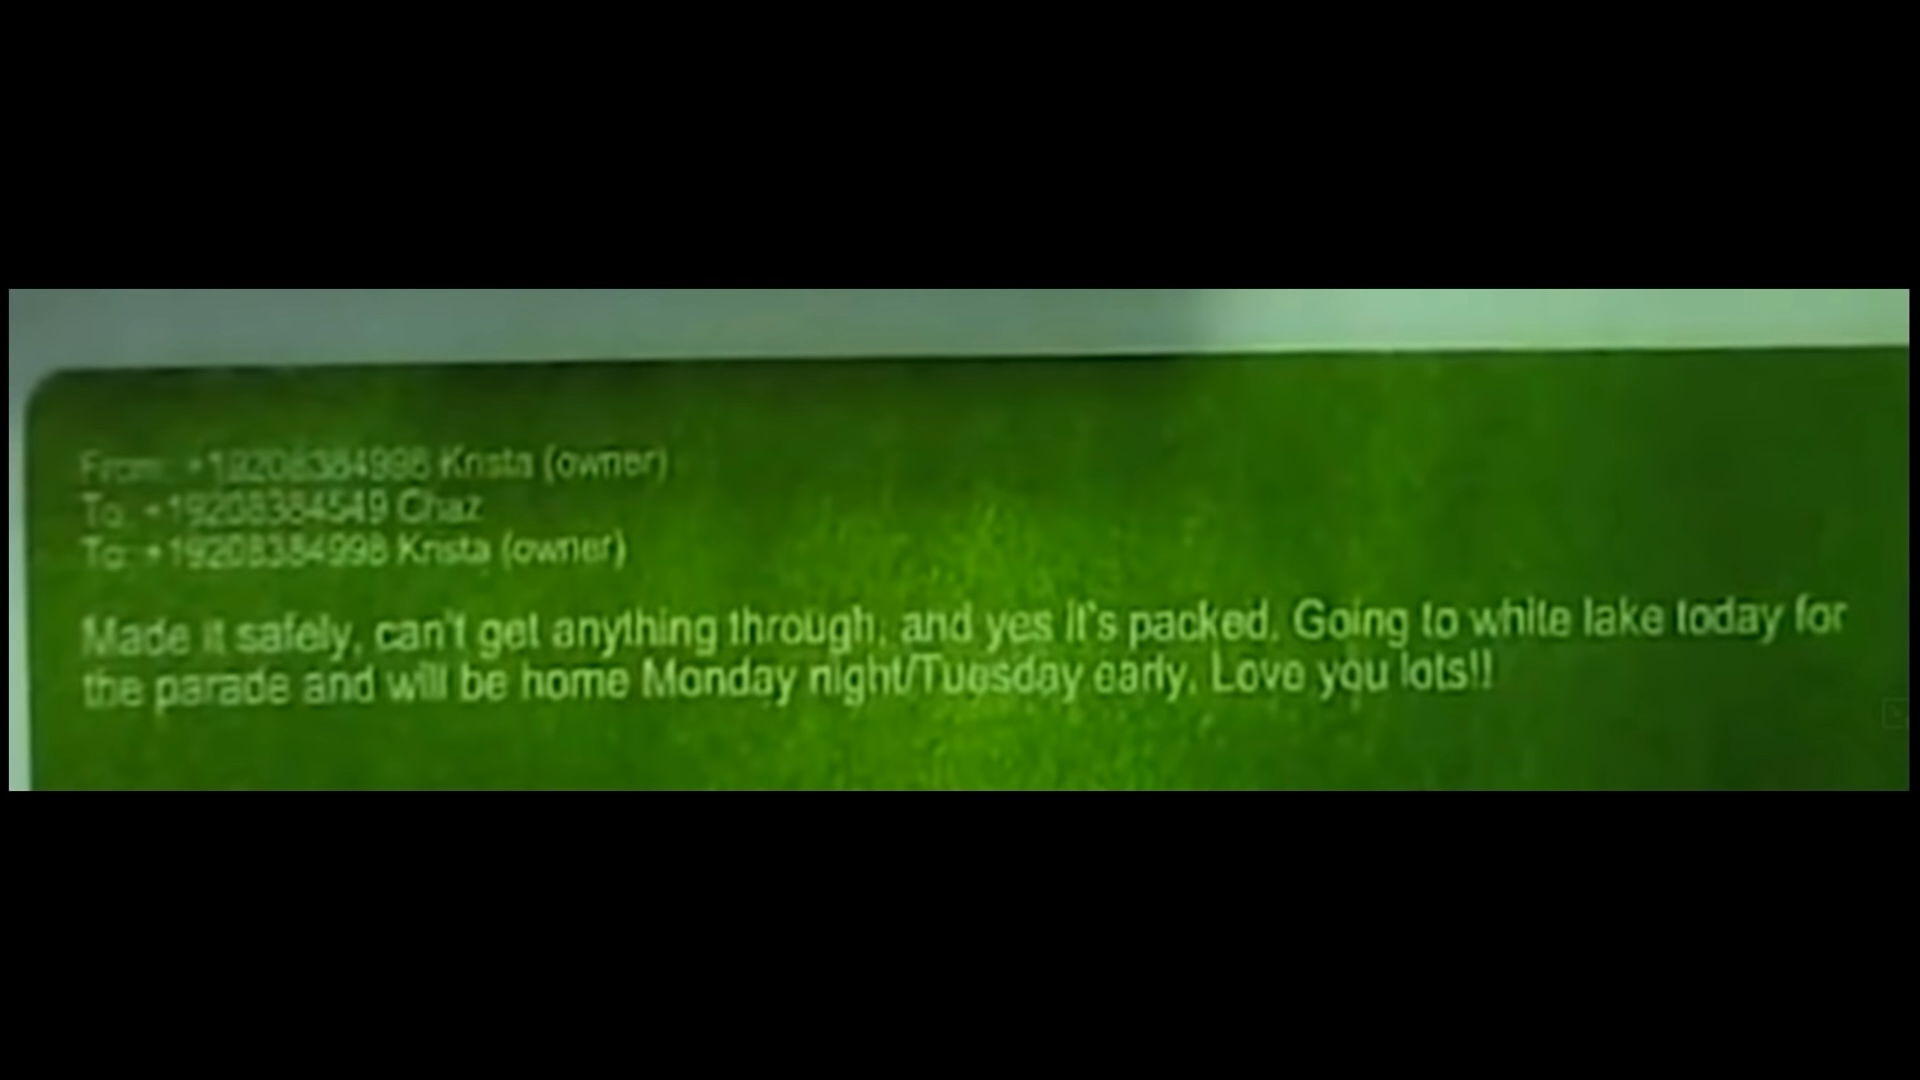 From: +19208384998 Krista (owner)
To: +19208384549 Chaz
To: +19208384998 Krista (owner)
Made it safely, can't get anything through, and yes it's packed. Going to white lake today for
the parade and will be home Monday night/Tuesday early. Love you lots!!